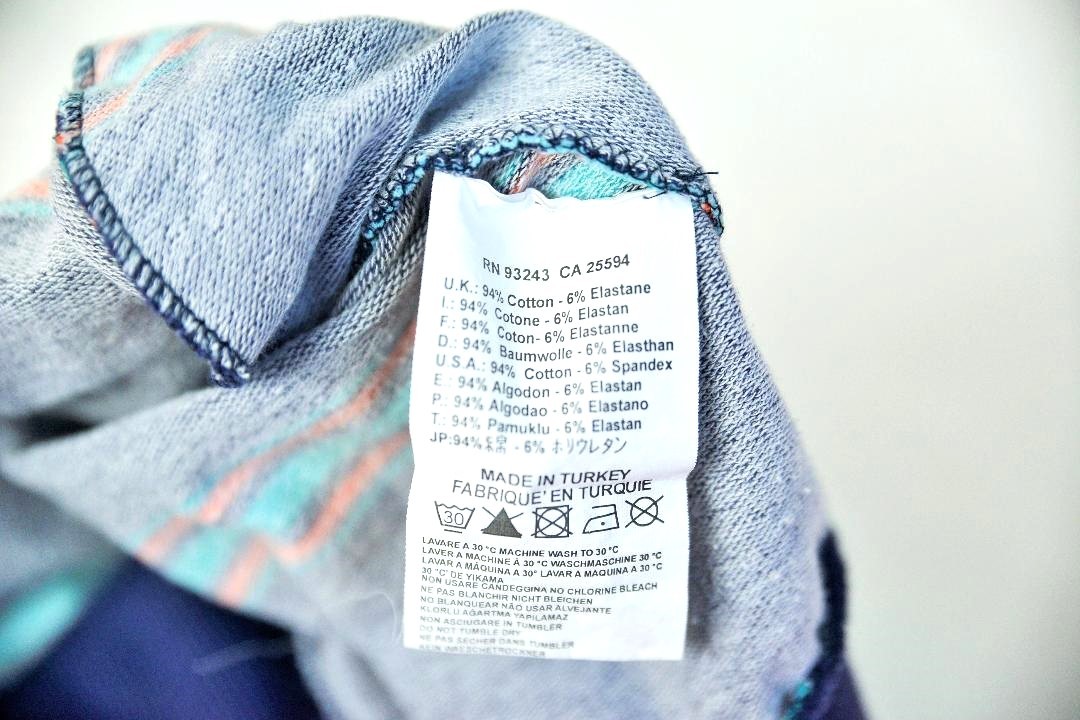 RN 93243 CA 25594
U.K.: 94% Cotton - 6% Elastane
I.: 94% Cotone - 6% Elastan
F.: 94% Coton- 6% Elastanne
D.: 94% Baumwolle - 6% Elasthan
U.S.A.: 94% Cotton - 6% Spandex
E.: 94% Algodon - 6% Elastan
P.: 94% Algodao - 6% Elastano
T.: 94% Pamuklu - 6% Elastan
JP:94% - 6% ホリウレタン
MADE IN TURKEY
FABRIQUE' EN TURQUIE
30
LAVARE A 30 °C MACHINE WASH TO 30 °C
LAVER A MACHINE À 30 °C WASCHMASCHINE 30 °C
LAVAR A MÁQUINA A 30° LAVAR A MAQUINA A 30 °C
30 °C' DE YIKAMA
NON USARE CANDEGGINA NO CHLORINE BLEACH
NE PAS BLANCHIR NICHT BLEICHEN
NO BLANQUEAR NÃO USAR ALVEJANTE
KLORLU AĞARTMA YAPILAMAZ
NON ASCIUGARE IN TUMBLER
DO NOT TUMBLE DRY
NE PAS SECHER DANS TUMBLER
KEIN WASCHETROCKNER